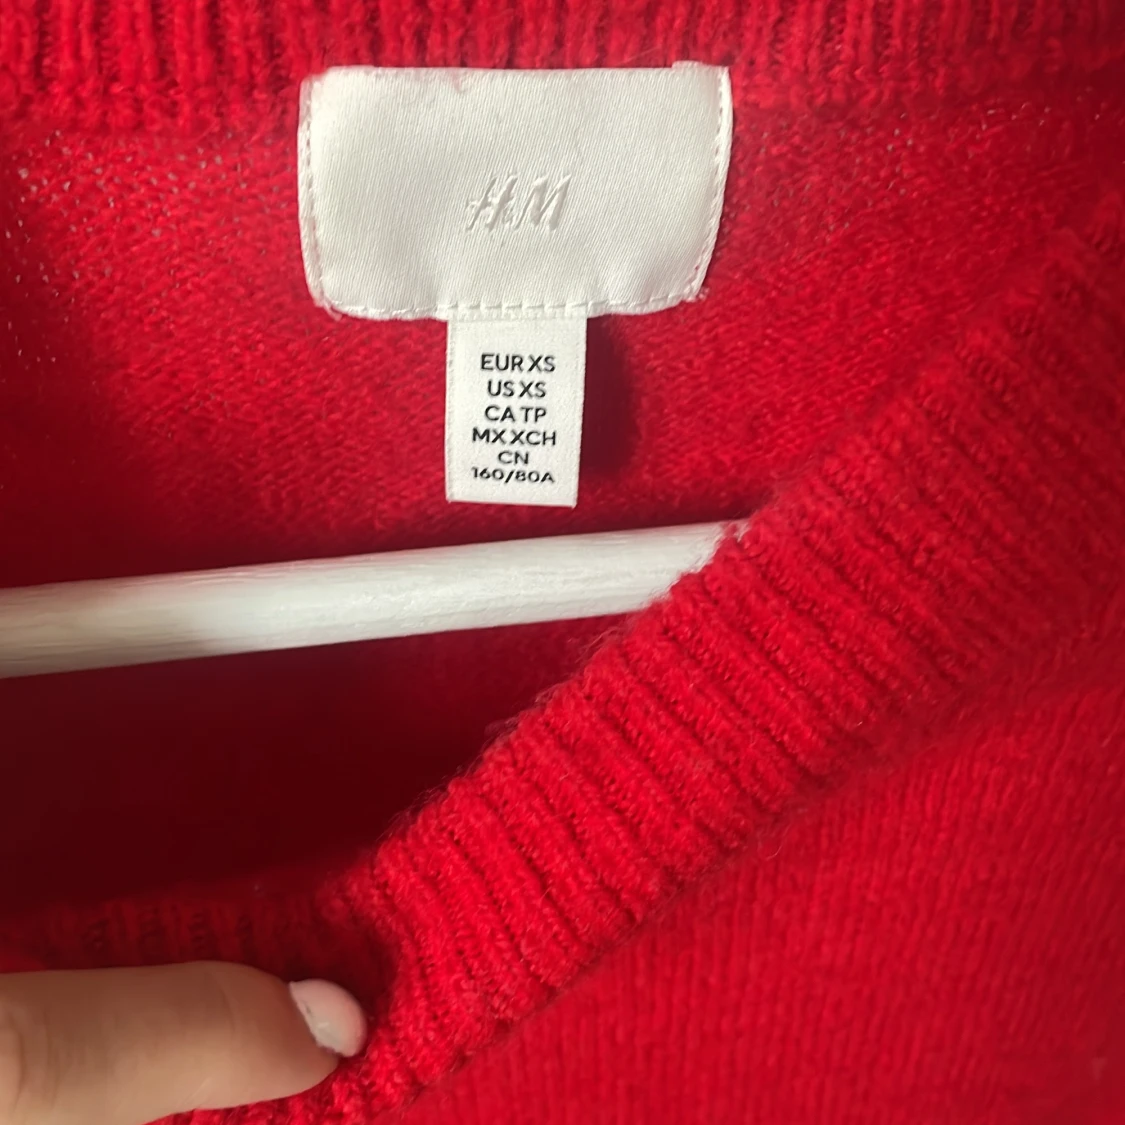 H&M
EUR XS
US XS
CA TP
MX XCH
CN
160/80A